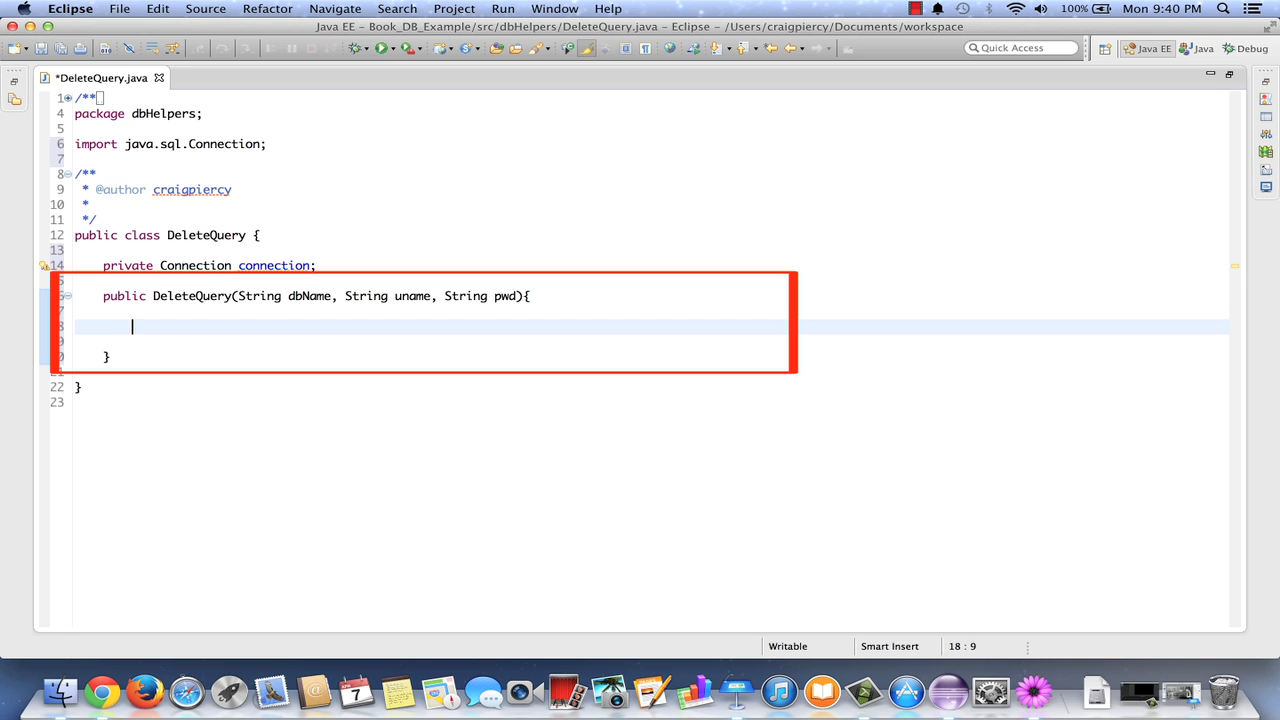 Eclipse File Edit Source Refactor Navigate Search Project Run Window Help 100% Mon 9:40 PM
Java EE – Book_DB_Example/src/dbHelpers/DeleteQuery.java – Eclipse – /Users/craigpiercy/Documents/workspace
Quick Access Java EE Java Debug
*DeleteQuery.java
1 /**
4 package dbHelpers;
5
6 import java.sql.Connection;
7
8 /**
9 * @author craigpiercy
10 *
11 */
12 public class DeleteQuery {
13
14 private Connection connection;
6 public DeleteQuery(String dbName, String uname, String pwd){
8
}
22 }
23
Writable Smart Insert 18 : 9
APR 7